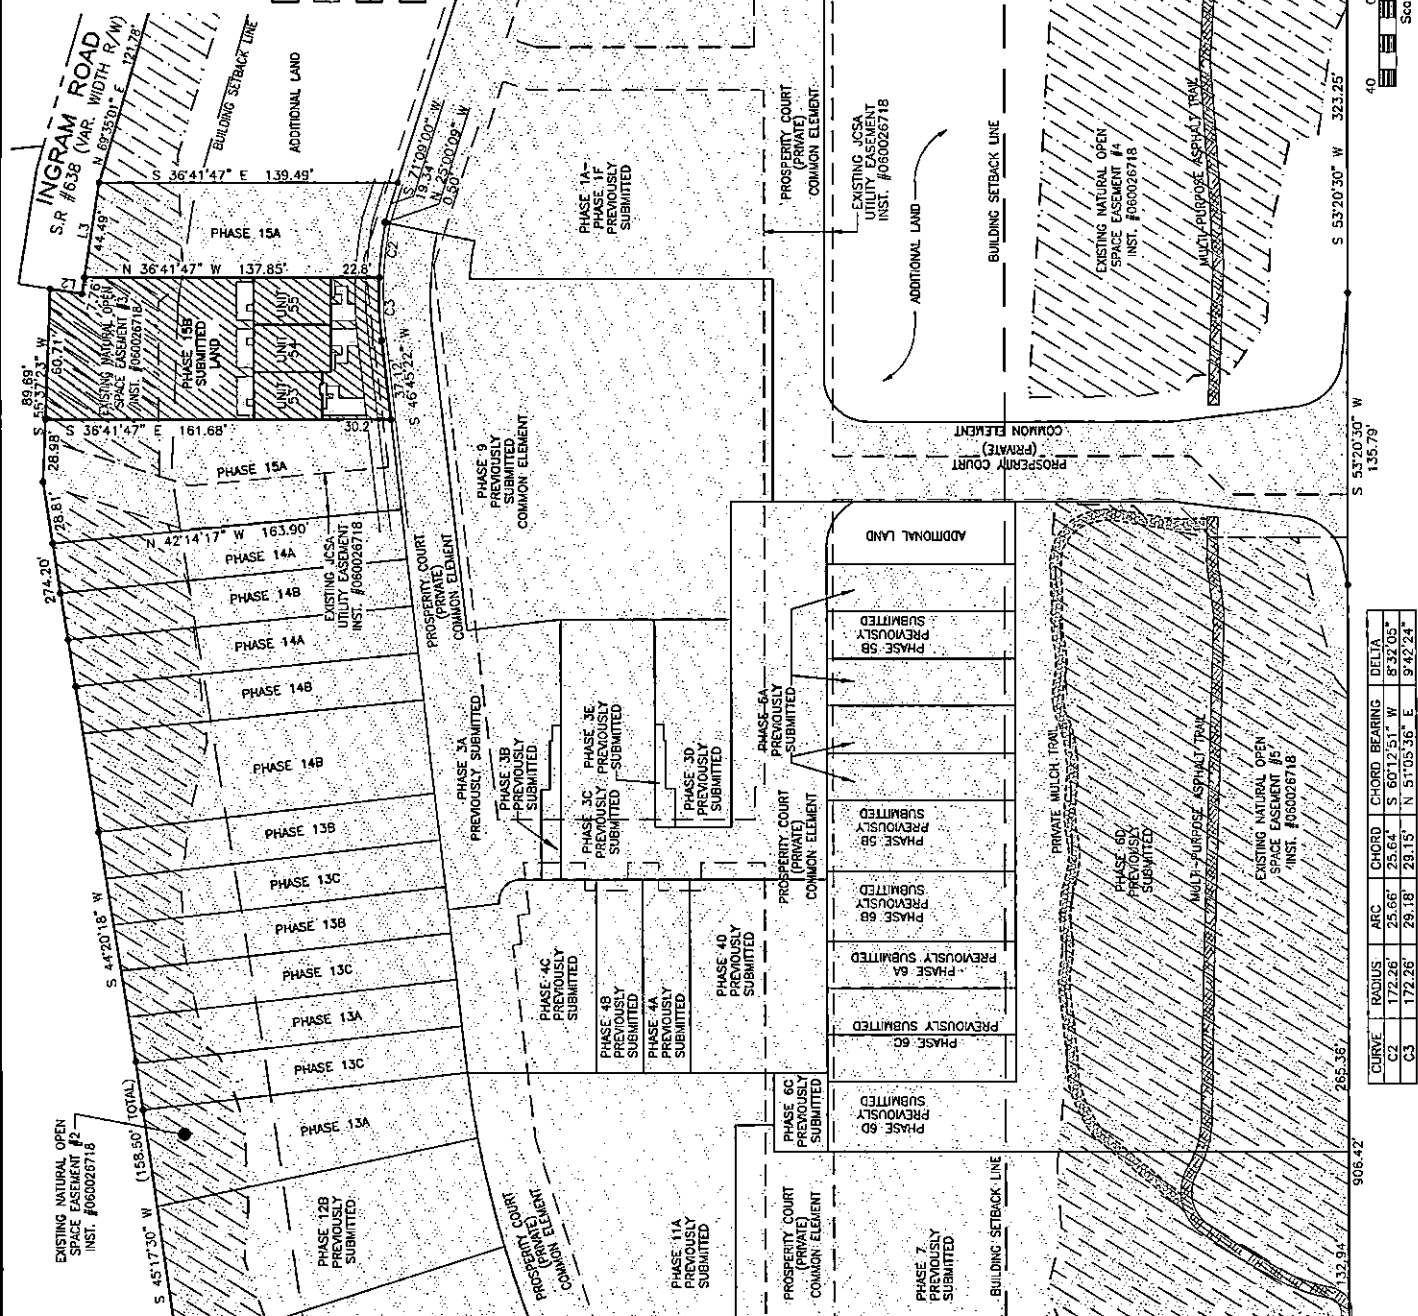 INGRAM ROAD
S.R #638 (VAR. WIDTH R/W)
N 69°35'01" E 121.78'
BUILDING SETBACK LINE
ADDITIONAL LAND
S 36°41'47" E 139.49'
L3
44.49'
PHASE 15A
S 71°09'00" W
19.34'
N 25°00'09" W
0.50'
L2
7.76'
N 36°41'47" W 137.85'
22.8'
C2
C3
89.69'
S 55°37'23" W
60.71'
EXISTING NATURAL OPEN
SPACE EASEMENT #3
INST. #060026718
PHASE 15B
SUBMITTED
LAND
UNIT
55
UNIT
54
UNIT
53
37.12'
S 46°45'22" W
S 36°41'47" E 161.68'
30.2'
28.98'
PHASE 15A
28.81'
N 42°14'17" W 163.90'
EXISTING JCSA
UTILITY EASEMENT
INST. #060026718
274.20'
PHASE 14A
PHASE 14B
PHASE 14A
PHASE 14B
PHASE 14B
PHASE 13B
PHASE 13C
PHASE 13B
PHASE 13C
PHASE 13A
PHASE 13C
PHASE 13A
S 44°20'18" W
(158.50' TOTAL)
S 45°17'30" W
EXISTING NATURAL OPEN
SPACE EASEMENT #2
INST. #060026718
PHASE 12B
PREVIOUSLY
SUBMITTED
PROSPERITY COURT
(PRIVATE)
COMMON ELEMENT
PROSPERITY COURT
(PRIVATE)
COMMON ELEMENT
PHASE 1A-
PHASE 1F
PREVIOUSLY
SUBMITTED
PHASE 9
PREVIOUSLY
SUBMITTED
COMMON ELEMENT
PHASE 3A
PREVIOUSLY SUBMITTED
PHASE 3B
PREVIOUSLY
SUBMITTED
PHASE 3C
PREVIOUSLY
SUBMITTED
PHASE 3E
PREVIOUSLY
SUBMITTED
PHASE 3D
PREVIOUSLY
SUBMITTED
PHASE 4C
PREVIOUSLY
SUBMITTED
PHASE 4B
PREVIOUSLY
SUBMITTED
PHASE 4A
PREVIOUSLY
SUBMITTED
PHASE 4D
PREVIOUSLY
SUBMITTED
PHASE 11A
PREVIOUSLY
SUBMITTED
PROSPERITY COURT
(PRIVATE)
COMMON ELEMENT
EXISTING JCSA
UTILITY EASEMENT
INST. #060026718
ADDITIONAL LAND
BUILDING SETBACK LINE
EXISTING NATURAL OPEN
SPACE EASEMENT #4
INST. #060026718
MULTI-PURPOSE ASPHALT TRAIL
S 53°20'30" W 323.25'
PROSPERITY COURT
(PRIVATE)
COMMON ELEMENT
S 53°20'30" W
135.79'
ADDITIONAL LAND
PHASE 5B
PREVIOUSLY
SUBMITTED
PHASE 5A
PREVIOUSLY
SUBMITTED
PHASE 5B
PREVIOUSLY
SUBMITTED
PHASE 6B
PREVIOUSLY
SUBMITTED
PHASE 6A
PREVIOUSLY SUBMITTED
PHASE 6C
PREVIOUSLY SUBMITTED
PHASE 6D
PREVIOUSLY
SUBMITTED
PHASE 6C
PREVIOUSLY
SUBMITTED
PROSPERITY COURT
(PRIVATE)
COMMON ELEMENT
PROSPERITY COURT
(PRIVATE)
COMMON ELEMENT
PHASE 7
PREVIOUSLY
SUBMITTED
BUILDING SETBACK LINE
PRIVATE MULCH TRAIL
PHASE 6D
PREVIOUSLY
SUBMITTED
MULTI-PURPOSE ASPHALT TRAIL
EXISTING NATURAL OPEN
SPACE EASEMENT #5
INST. #060026718
265.36'
906.42'
132.94'
CURVE RADIUS ARC CHORD CHORD BEARING DELTA
C2 172.26' 25.66' 25.64' S 60°12'51" W 8°32'05"
C3 172.26' 29.18' 29.15' N 51°05'36" E 9°42'24"
40